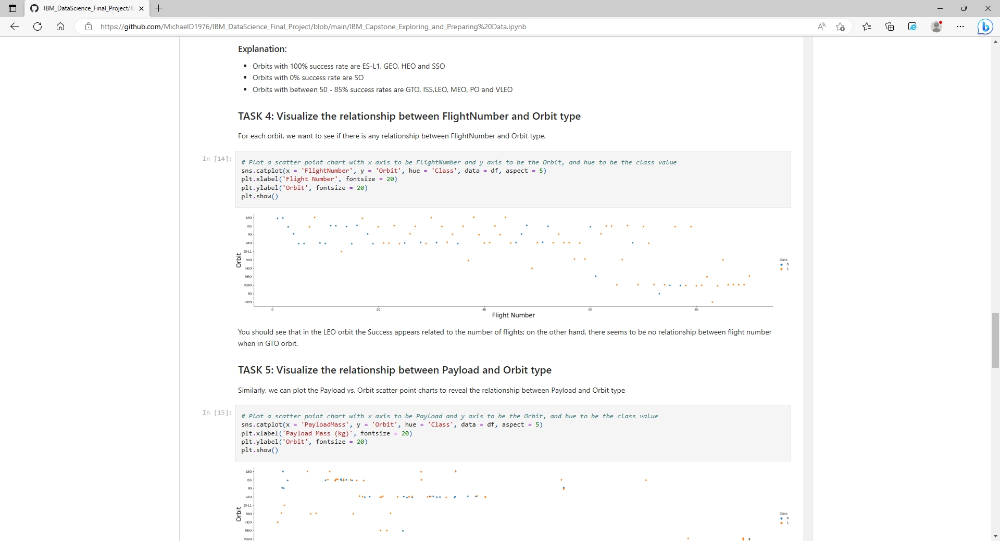 IBM_DataScience_Final_Project/IE
https://github.com/MichaelD1976/IBM_DataScience_Final_Project/blob/main/IBM_Capstone_Exploring_and_Preparing%20Data.ipynb
Explanation:
Orbits with 100% success rate are ES-L1, GEO, HEO and SSO
Orbits with 0% success rate are SO
Orbits with between 50 - 85% success rates are GTO, ISS,LEO, MEO, PO and VLEO
TASK 4: Visualize the relationship between FlightNumber and Orbit type
For each orbit, we want to see if there is any relationship between FlightNumber and Orbit type.
In [14]:
# Plot a scatter point chart with x axis to be FlightNumber and y axis to be the Orbit, and hue to be the class value
sns.catplot(x = 'FlightNumber', y = 'Orbit', hue = 'Class', data = df, aspect = 5)
plt.xlabel('Flight Number', fontsize = 20)
plt.ylabel('Orbit', fontsize = 20)
plt.show()
LEO
ISS
PO
GTO
ES-L1
SSO
HEO
MEO
VLEO
SO
GEO
Orbit
0
20
40
60
80
Flight Number
Class
0
1
You should see that in the LEO orbit the Success appears related to the number of flights; on the other hand, there seems to be no relationship between flight number
when in GTO orbit.
TASK 5: Visualize the relationship between Payload and Orbit type
Similarly, we can plot the Payload vs. Orbit scatter point charts to reveal the relationship between Payload and Orbit type
In [15]:
# Plot a scatter point chart with x axis to be Payload and y axis to be the Orbit, and hue to be the class value
sns.catplot(x = 'PayloadMass', y = 'Orbit', hue = 'Class', data = df, aspect = 5)
plt.xlabel('Payload Mass (kg)', fontsize = 20)
plt.ylabel('Orbit', fontsize = 20)
plt.show()
LEO
ISS
PO
GTO
ES-L1
SSO
HEO
MEO
VLEO
Orbit
Class
0
1